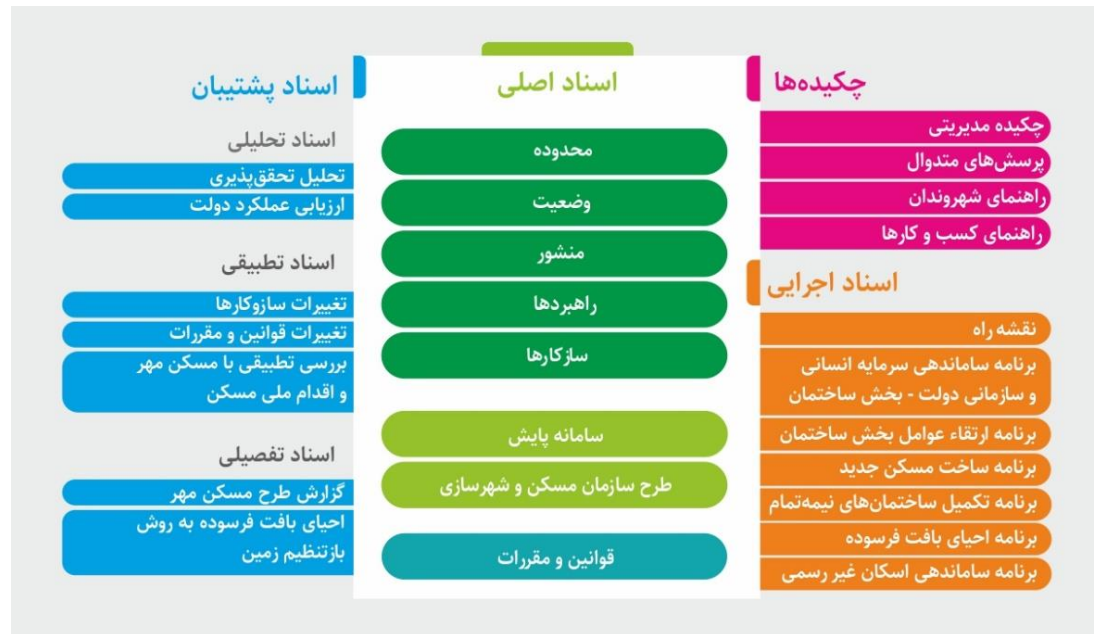 چکیده‌ها
چکیده مدیریتی
پرسش‌های متدوال
راهنمای شهروندان
راهنمای کسب و کارها
اسناد اجرایی
نقشه راه
برنامه ساماندهی سرمایه انسانی
و سازمانی دولت - بخش ساختمان
برنامه ارتقاء عوامل بخش ساختمان
برنامه ساخت مسکن جدید
برنامه تکمیل ساختمان‌های نیمه‌تمام
برنامه احیای بافت فرسوده
برنامه ساماندهی اسکان غیر رسمی
اسناد اصلی
محدوده
وضعیت
منشور
راهبردها
سازکارها
سامانه پایش
طرح سازمان مسکن و شهرسازی
قوانین و مقررات
اسناد پشتیبان
اسناد تحلیلی
تحلیل تحقق‌پذیری
ارزیابی عملکرد دولت
اسناد تطبیقی
تغییرات سازوکارها
تغییرات قوانین و مقررات
بررسی تطبیقی با مسکن مهر
و اقدام ملی مسکن
اسناد تفصیلی
گزارش طرح مسکن مهر
احیای بافت فرسوده به روش
بازتنظیم زمین